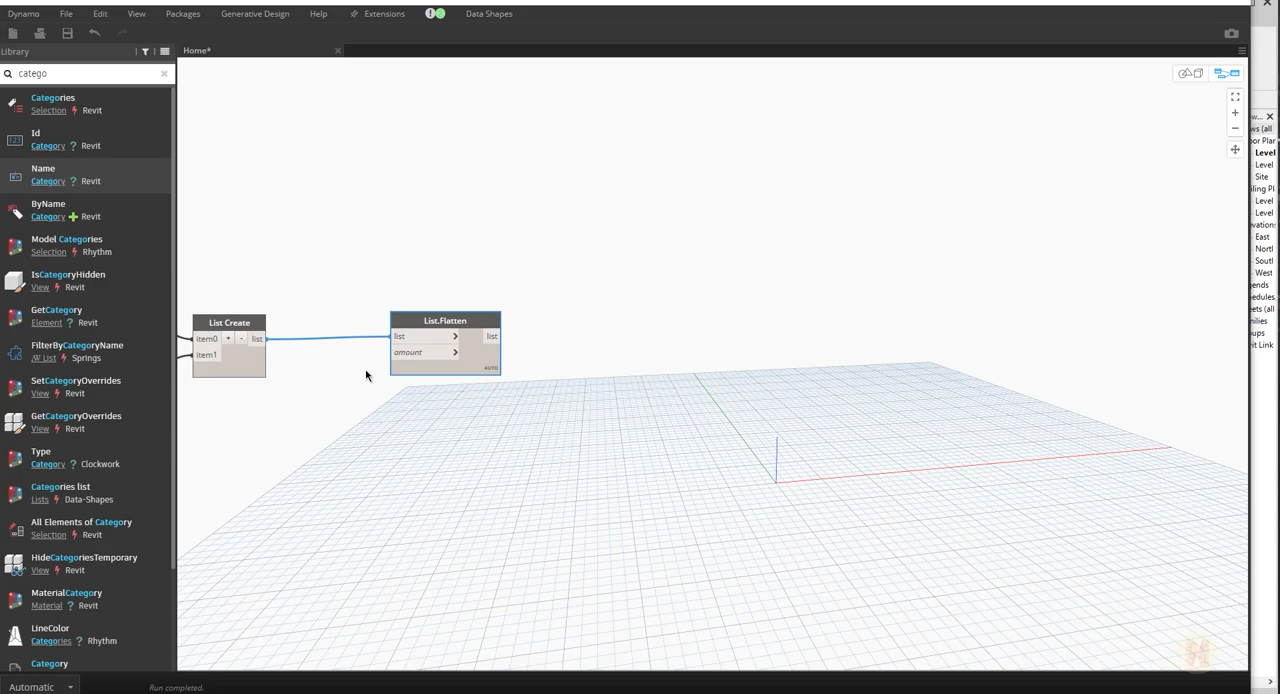 Dynamo File Edit View Packages Generative Design Help Extensions ! Data Shapes
Library
Home*
catego
Categories
Selection Revit
Id
Category ? Revit
Name
Category ? Revit
ByName
Category Revit
Model Categories
Selection Rhythm
IsCategoryHidden
View Revit
GetCategory
Element ? Revit
FilterByCategoryName
List Springs
SetCategoryOverrides
View Revit
GetCategoryOverrides
View Revit
Type
Category ? Clockwork
Categories list
Lists Data-Shapes
All Elements of Category
Selection Revit
HideCategoriesTemporary
View Revit
MaterialCategory
Material ? Revit
LineColor
Categories ? Rhythm
Category
List Create
item0 + - list
item1
List.Flatten
list > list
amount >
AUTO
Automatic
Run completed.
ws (all
Level
Level
Site
Level
Level
East
West
it Link